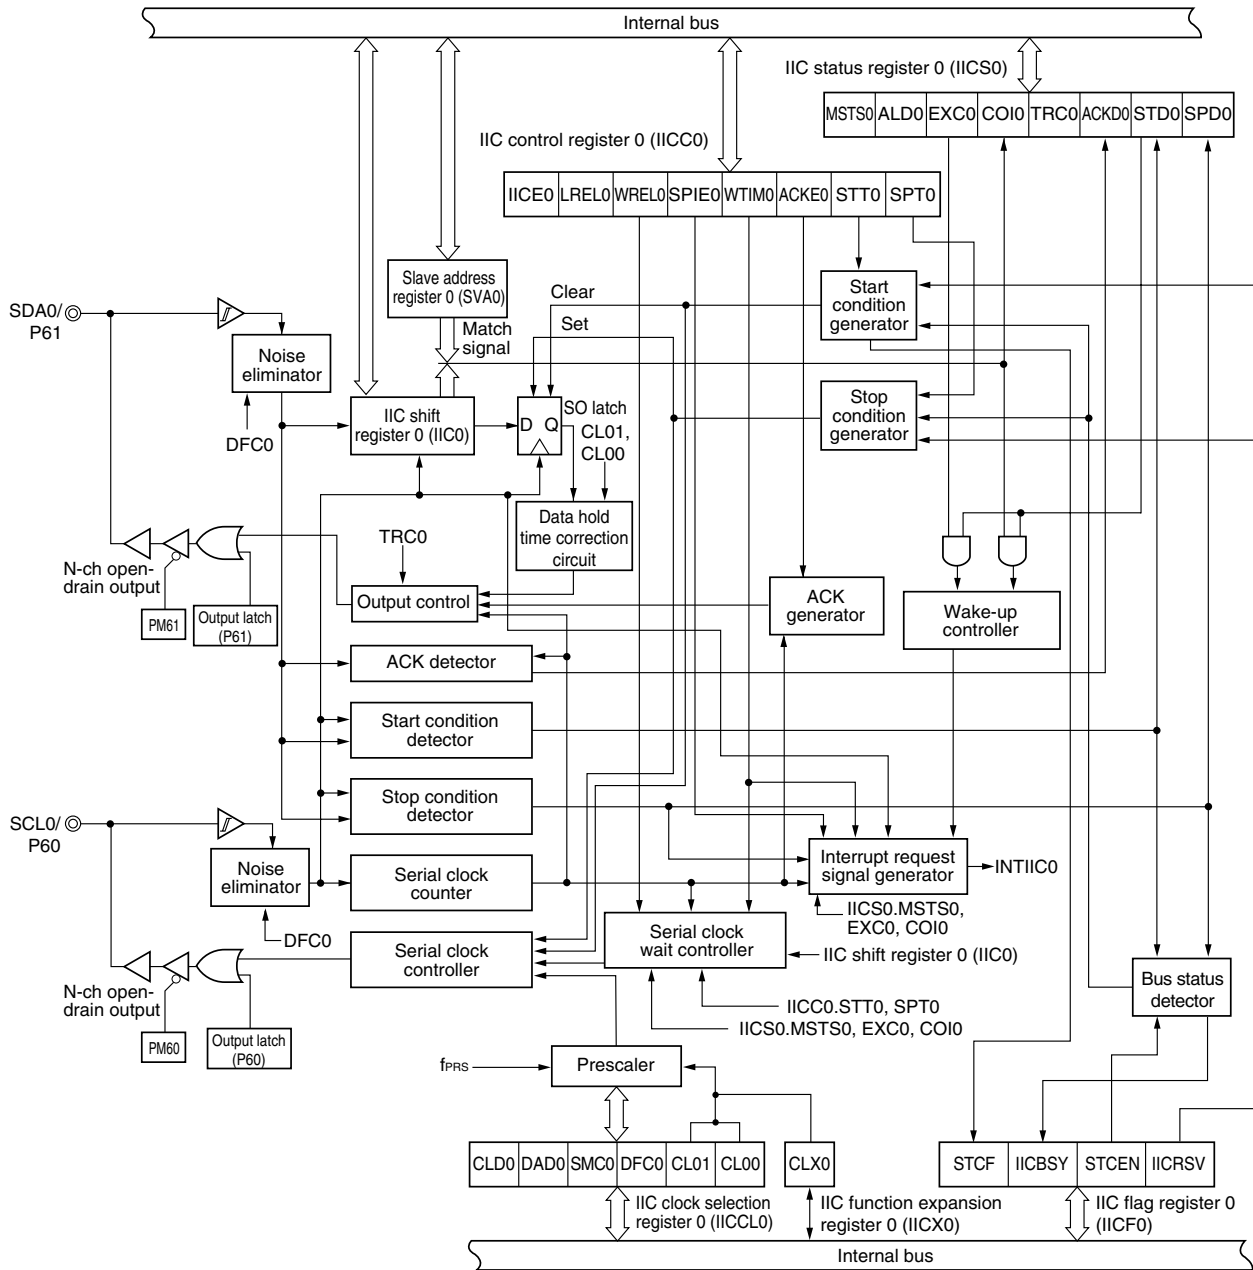 Internal bus
IIC status register 0 (IICS0)
MSTS0 ALD0 EXC0 COI0 TRC0 ACKD0 STD0 SPD0
IIC control register 0 (IICC0)
IICE0 LREL0 WREL0 SPIE0 WTIM0 ACKE0 STT0 SPT0
Slave address
register 0 (SVA0)
Clear
Start
condition
generator
SDA0/
P61
Set
Match
signal
Noise
eliminator
DFC0
IIC shift
register 0 (IIC0)
D Q
SO latch
CL01,
CL00
Stop
condition
generator
Data hold
time correction
circuit
TRC0
N-ch open-
drain output
PM61
Output latch
(P61)
Output control
ACK
generator
Wake-up
controller
ACK detector
Start condition
detector
Stop condition
detector
SCL0/
P60
Noise
eliminator
DFC0
Serial clock
counter
Interrupt request
signal generator
INTIIC0
IICS0.MSTS0,
EXC0, COI0
Serial clock
controller
Serial clock
wait controller
IIC shift register 0 (IIC0)
Bus status
detector
N-ch open-
drain output
PM60
Output latch
(P60)
IICC0.STT0, SPT0
IICS0.MSTS0, EXC0, COI0
fPRS
Prescaler
CLD0 DAD0 SMC0 DFC0 CL01 CL00
CLX0
STCF IICBSY STCEN IICRSV
IIC clock selection
register 0 (IICCL0)
IIC function expansion
register 0 (IICX0)
IIC flag register 0
(IICF0)
Internal bus